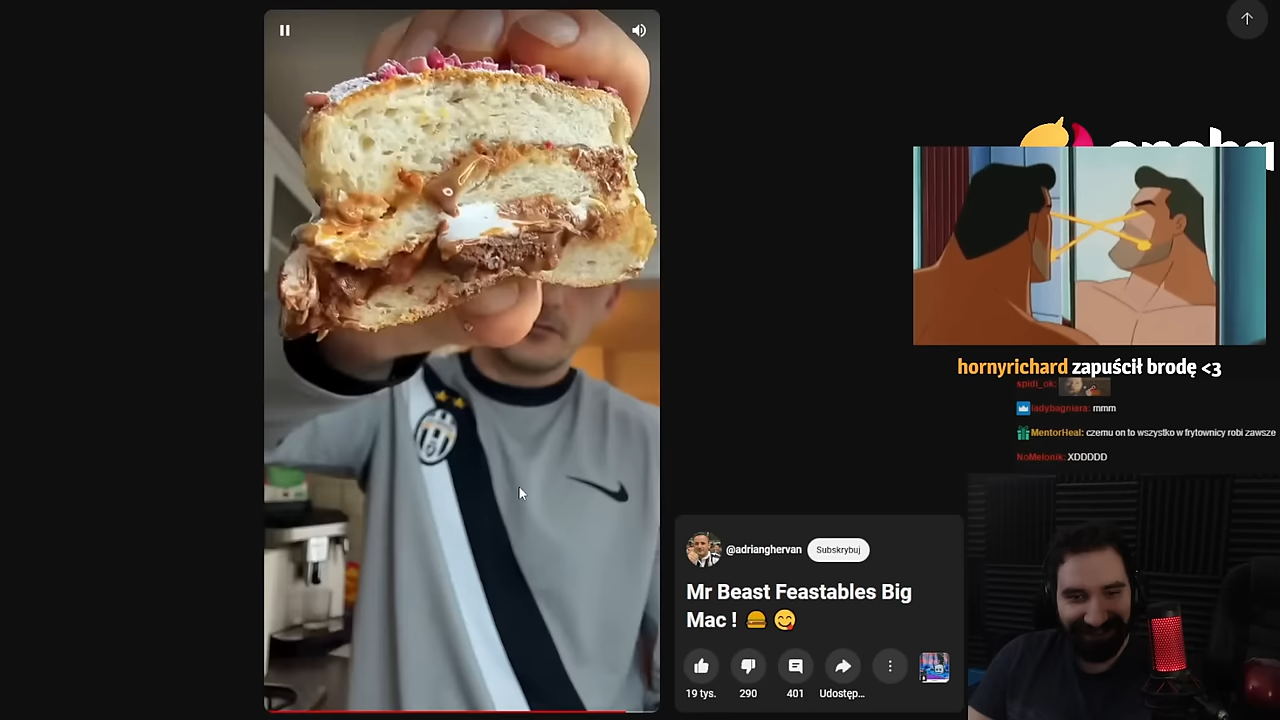 hornyrichard zapuścił brodę <3
spidi_ok:
ladybagniara: mmm
MentorHeal: czemu on to wszystko w frytownicy robi zawsze
NoMelonik: XDDDDD
@adrianghervan
Subskrybuj
Mr Beast Feastables Big
Mac ! 🍔 😋
19 tys.
290
401
Udostęp...